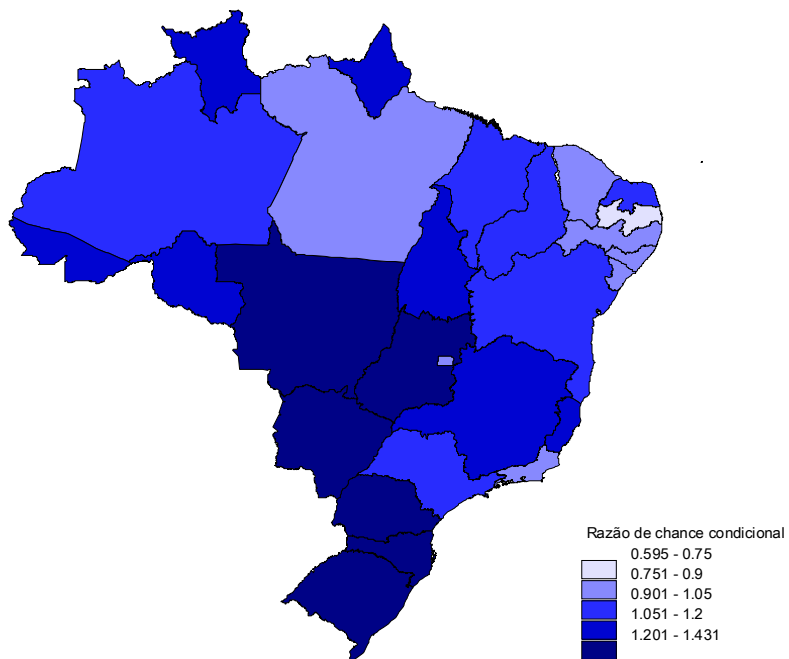 Razão de chance condicional
0.595 - 0.75
0.751 - 0.9
0.901 - 1.05
1.051 - 1.2
1.201 - 1.431